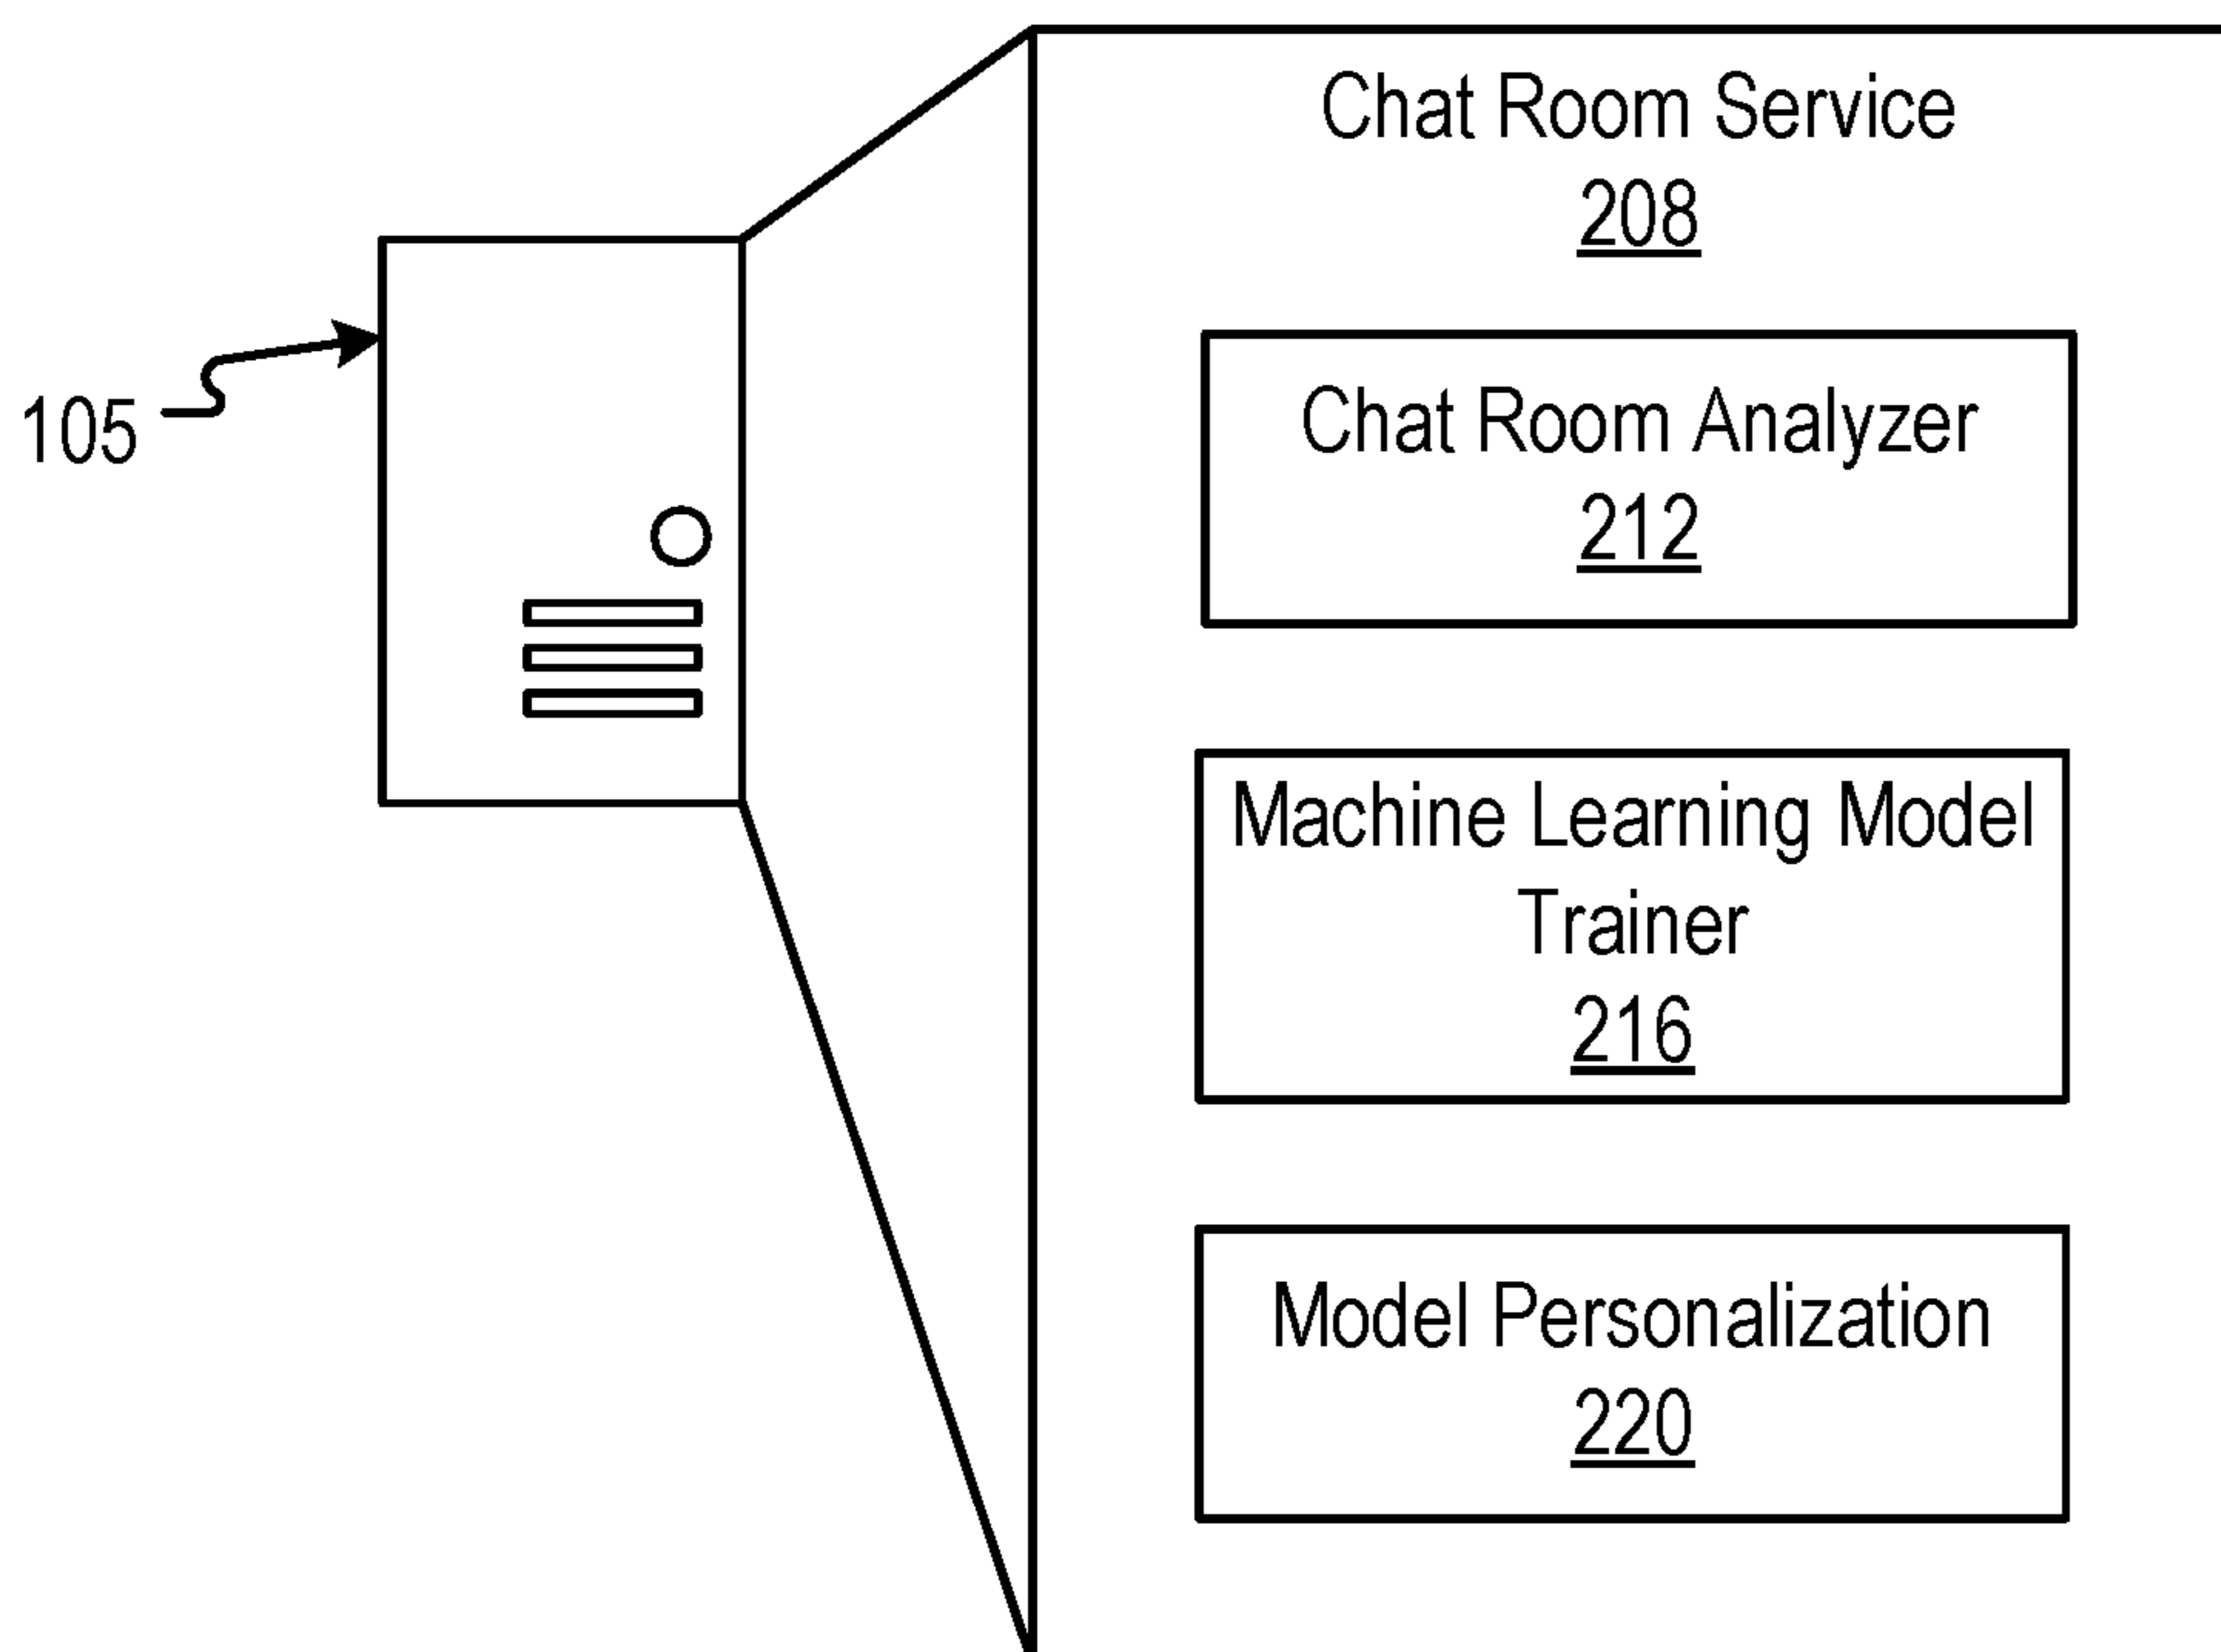 Chat Room Service
208
105
Chat Room Analyzer
212
Machine Learning Model
Trainer
216
Model Personalization
220